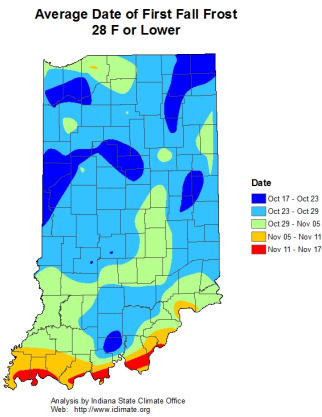 Average Date of First Fall Frost
28 F or Lower
Date
Oct 17 - Oct 23
Oct 23 - Oct 29
Oct 29 - Nov 05
Nov 05 - Nov 11
Nov 11 - Nov 17
Analysis by Indiana State Climate Office
Web: http://www.iclimate.org